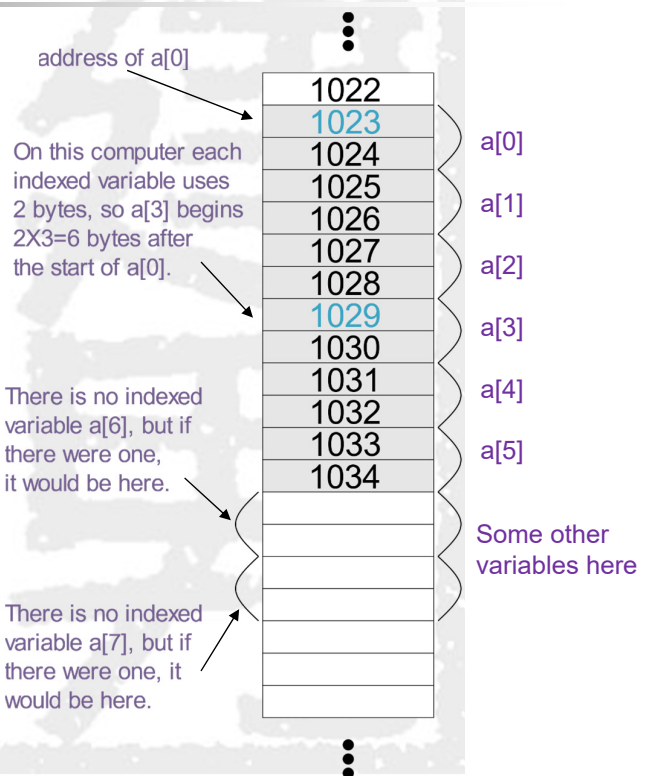 address of a[0]
On this computer each
indexed variable uses
2 bytes, so a[3] begins
2X3=6 bytes after
the start of a[0].
There is no indexed
variable a[6], but if
there were one,
it would be here.
There is no indexed
variable a[7], but if
there were one, it
would be here.
1022
1023
1024
1025
1026
1027
1028
1029
1030
1031
1032
1033
1034
a[0]
a[1]
a[2]
a[3]
a[4]
a[5]
Some other
variables here